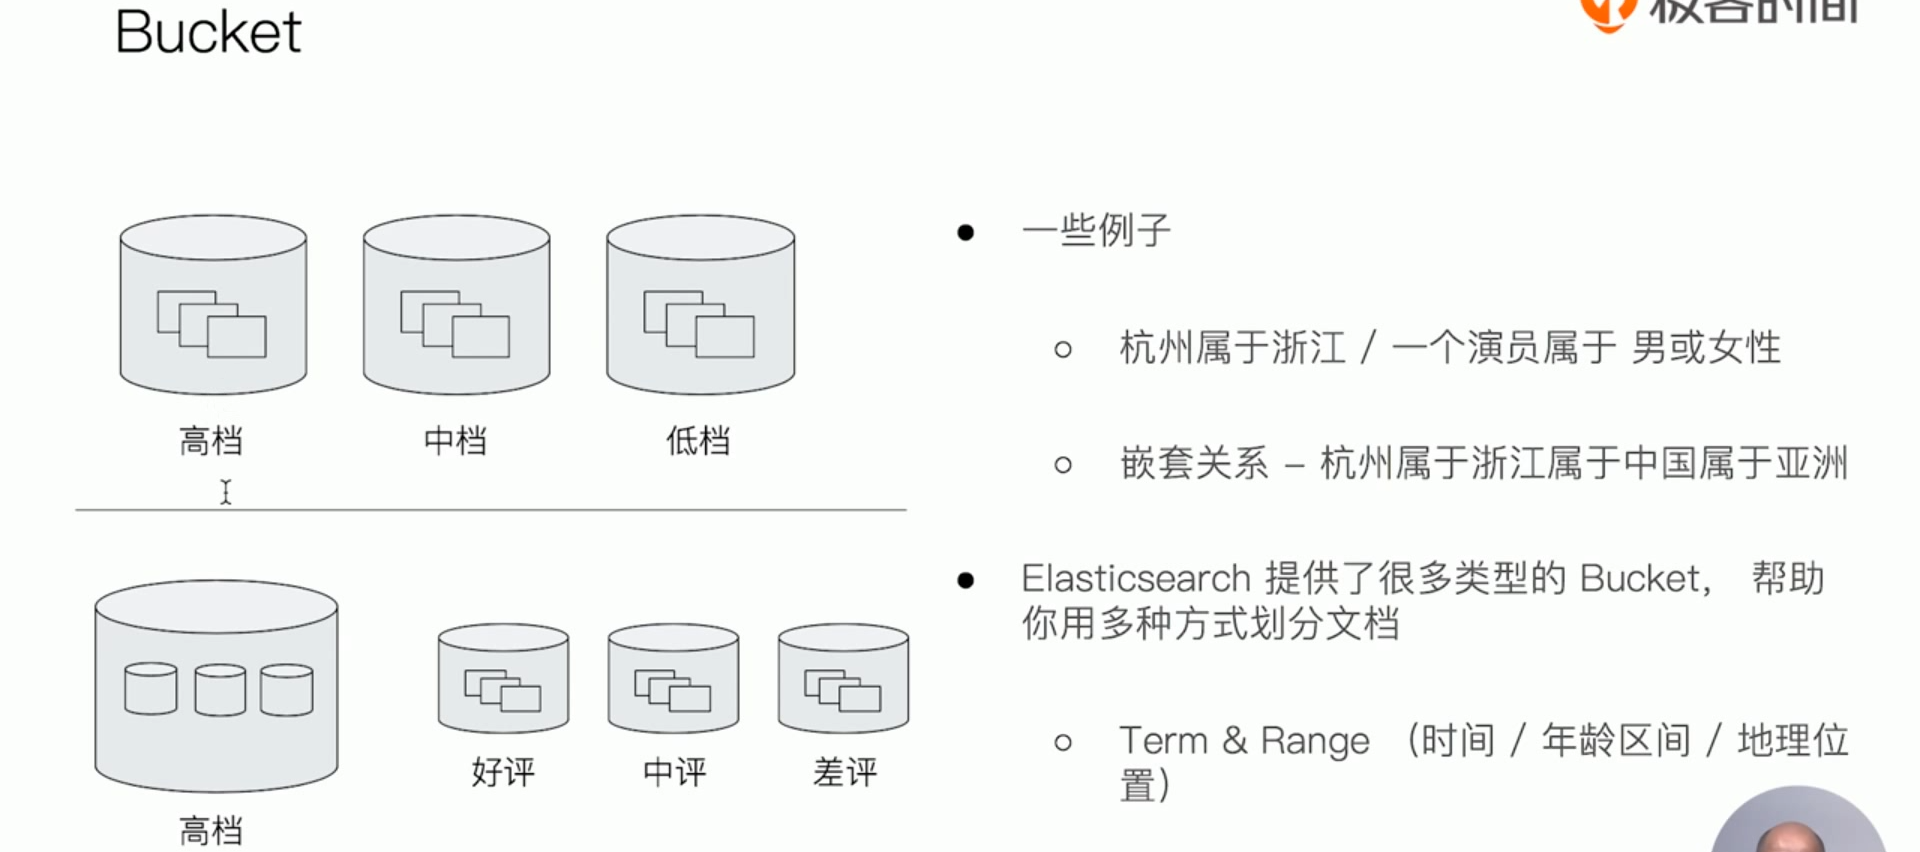 Bucket
极客时间
高档
中档
低档
高档
好评
中评
差评
一些例子
杭州属于浙江 / 一个演员属于 男或女性
嵌套关系 – 杭州属于浙江属于中国属于亚洲
Elasticsearch 提供了很多类型的 Bucket， 帮助
你用多种方式划分文档
Term & Range （时间 / 年龄区间 / 地理位
置）